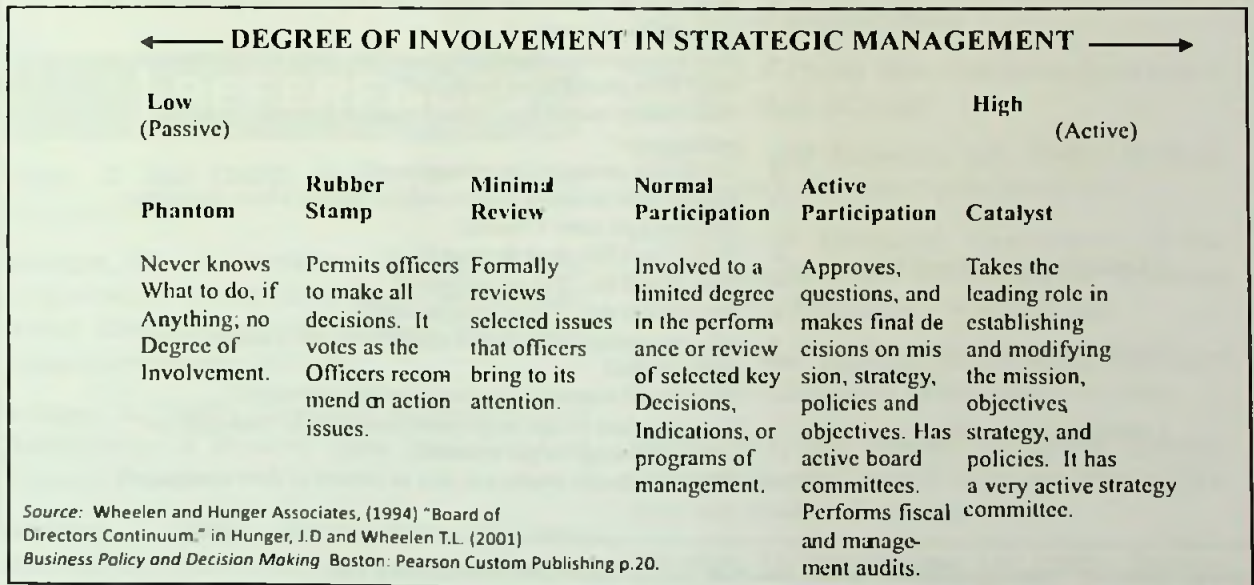 DEGREE OF INVOLVEMENT IN STRATEGIC MANAGEMENT
Low
(Passive)
High
(Active)
Phantom
Never knows
What to do, if
Anything; no
Degree of
Involvement.
Rubber
Stamp
Permits officers
to make all
decisions. It
votes as the
Officers recom
mend on action
issues.
Minimal
Review
Formally
reviews
selected issues
that officers
bring to its
attention.
Normal
Participation
Involved to a
limited degree
in the perform
ance or review
of selected key
Decisions,
Indications, or
programs of
management.
Active
Participation
Approves,
questions, and
makes final de
cisions on mis
sion, strategy,
policies and
objectives. Has
active board
committees.
Performs fiscal
and manage-
ment audits.
Catalyst
Takes the
leading role in
establishing
and modifying
the mission,
objectives,
strategy, and
policies. It has
a very active strategy
committee.
Source: Wheelen and Hunger Associates, (1994) "Board of
Directors Continuum." in Hunger, J.D and Wheelen T.L. (2001)
Business Policy and Decision Making Boston: Pearson Custom Publishing p.20.